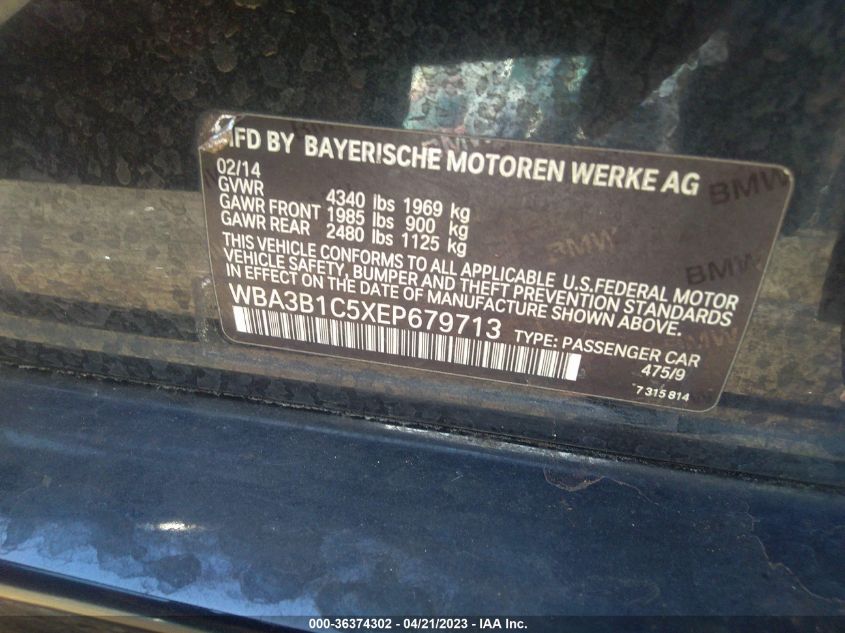 MFD BY BAYERISCHE MOTOREN WERKE AG
02/14
GVWR 4340 lbs 1969 kg
GAWR FRONT 1985 lbs 900 kg
GAWR REAR 2480 lbs 1125 kg
THIS VEHICLE CONFORMS TO ALL APPLICABLE U.S.FEDERAL MOTOR
VEHICLE SAFETY, BUMPER AND THEFT PREVENTION STANDARDS
IN EFFECT ON THE DATE OF MANUFACTURE SHOWN ABOVE.
WBA3B1C5XEP679713
TYPE: PASSENGER CAR
475/9
7 315 814
BMW
BMW
BMW
000-36374302 - 04/21/2023 - IAA Inc.